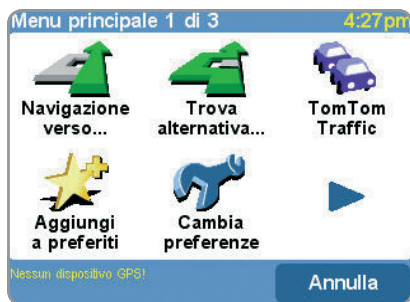 Menu principale 1 di 3 4:27pm
Navigazione verso...
Trova alternativa...
TomTom Traffic
Aggiungi a preferiti
Cambia preferenze
Nessun dispositivo GPS!
Annulla